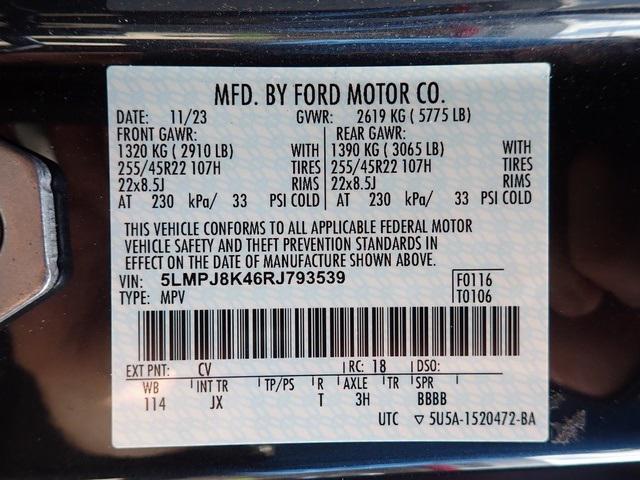 MFD. BY FORD MOTOR CO.
DATE: 11/23 GVWR: 2619 KG ( 5775 LB)
FRONT GAWR: REAR GAWR:
1320 KG ( 2910 LB) WITH 1390 KG ( 3065 LB) WITH
255/45R22 107H TIRES 255/45R22 107H TIRES
22x8.5J RIMS 22x8.5J RIMS
AT 230 kPa/ 33 PSI COLD AT 230 kPa/ 33 PSI COLD
THIS VEHICLE CONFORMS TO ALL APPLICABLE FEDERAL MOTOR
VEHICLE SAFETY AND THEFT PREVENTION STANDARDS IN
EFFECT ON THE DATE OF MANUFACTURE SHOWN ABOVE.
VIN: 5LMPJ8K46RJ793539 F0116
TYPE: MPV T0106
EXT PNT: CV RC: 18 DSO:
WB INT TR TP/PS R AXLE TR SPR
114 JX T 3H BBBB
UTC ▽ 5U5A-1520472-BA